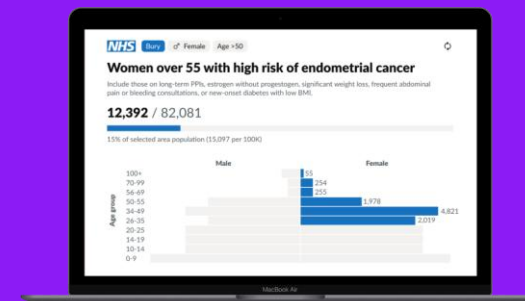 NHS Bury ♂ Female Age >50
Women over 55 with high risk of endometrial cancer
Include those on long-term PPIs, estrogen without progestogen, significant weight loss, frequent abdominal
pain or bleeding consultations, or new-onset diabetes with low BMI.
12,392 / 82,081
15% of selected area population (15,097 per 100K)
Male Female
Age group
100+ 55
70-99 254
56-69 255
50-55 1,978
34-49 4,821
26-35 2,019
20-25
14-19
10-14
0-9
MacBook Air